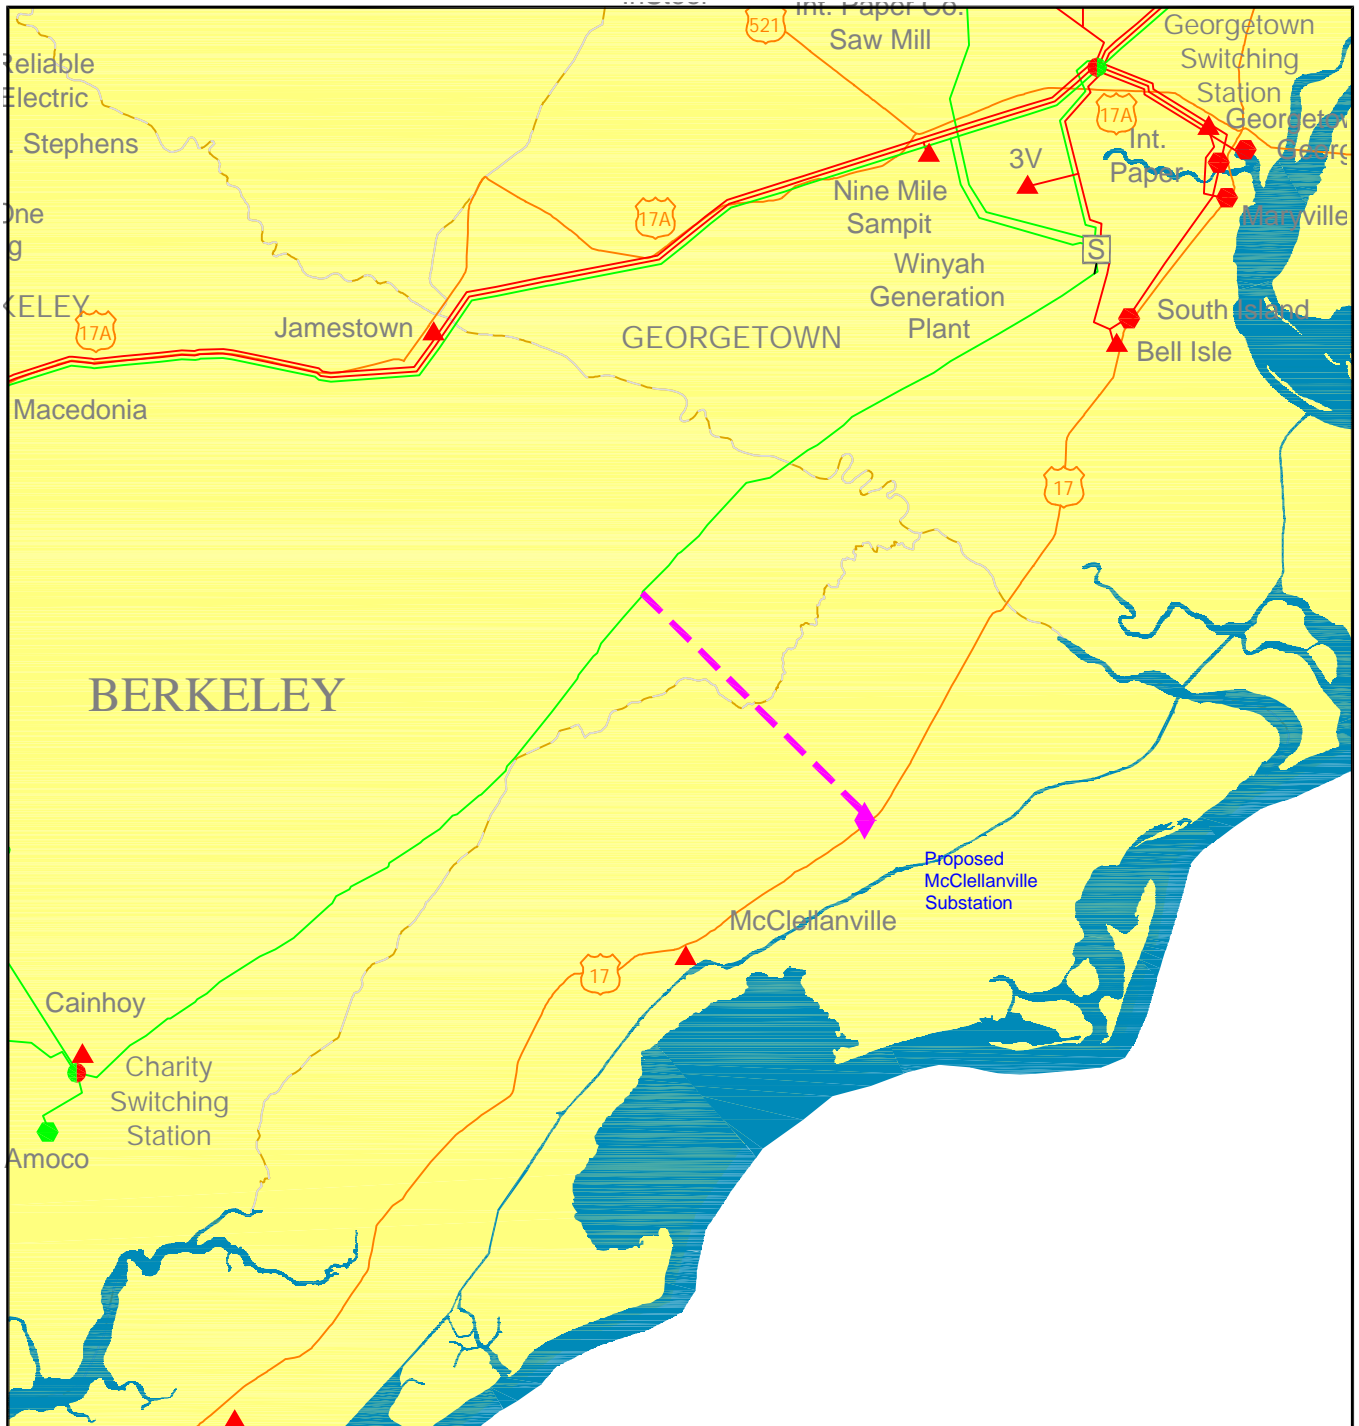 Int. Paper Co.
Saw Mill
521
Georgetown
Switching
Station
Reliable
Electric
. Stephens
17A
Int.
Paper
3V
Nine Mile
Sampit
17A
Maryville
S
Winyah
Generation
Plant
KELEY
17A
Jamestown
GEORGETOWN
South Island
Bell Isle
Macedonia
17
BERKELEY
Proposed
McClellanville
Substation
McClellanville
17
Cainhoy
Charity
Switching
Station
Amoco